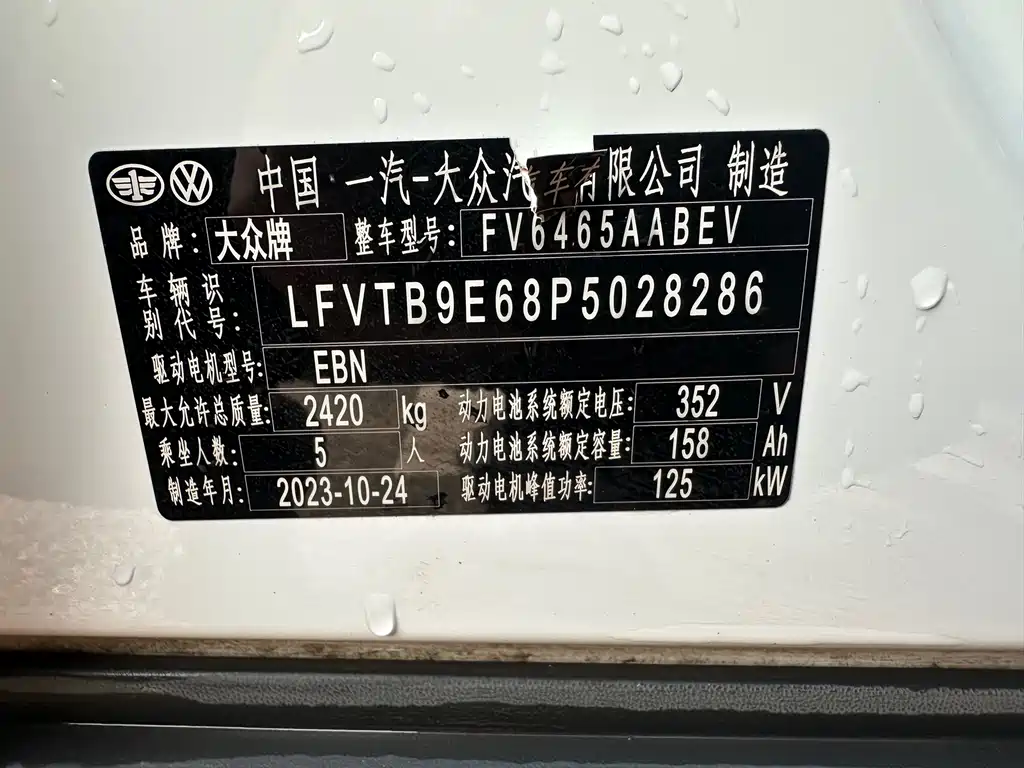 中国 一汽-大众汽车有限公司 制造
品牌: 大众牌 整车型号: FV6465AABEV
车辆识别代号: LFVTB9E68P5028286
驱动电机型号: EBN
最大允许总质量: 2420 kg 动力电池系统额定电压: 352 V
乘坐人数: 5 人 动力电池系统额定容量: 158 Ah
制造年月: 2023-10-24 驱动电机峰值功率: 125 kW